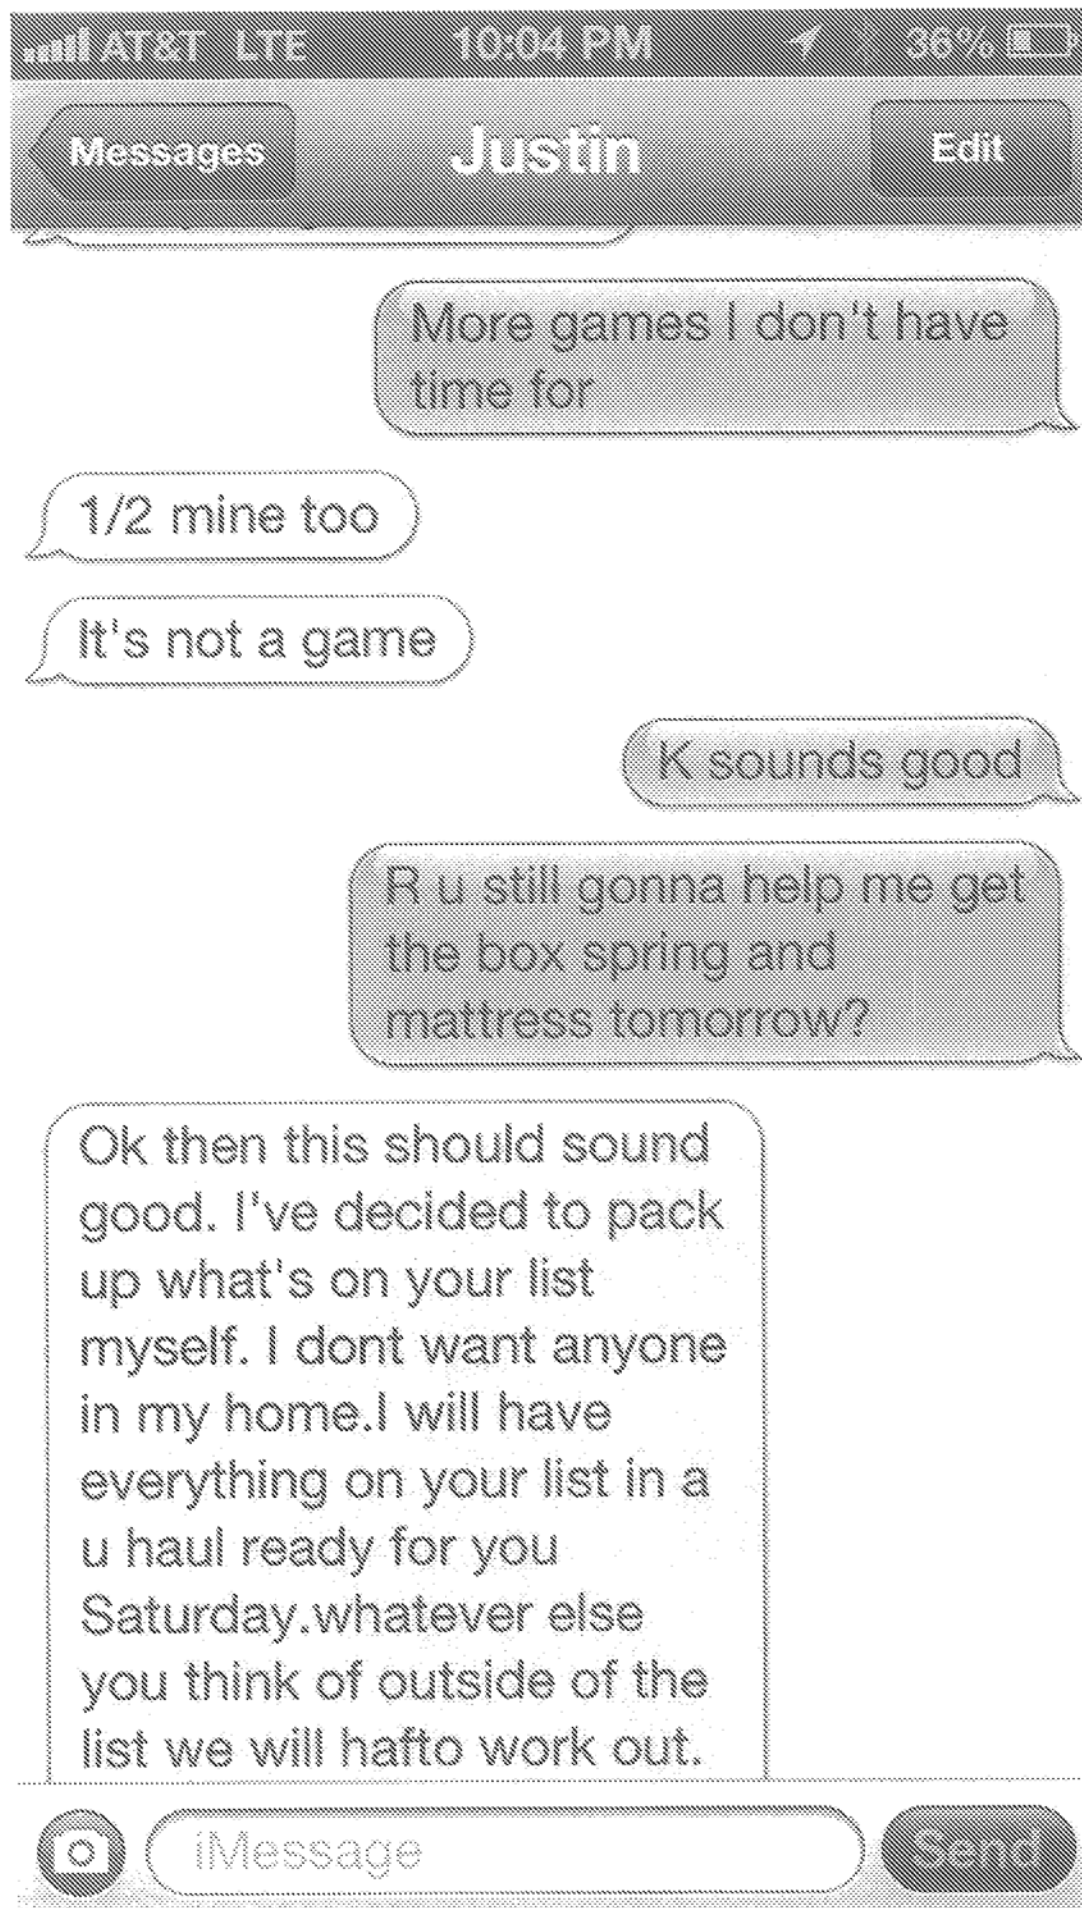 AT&T LTE 10:04 PM 36%
Messages Justin Edit
More games I don't have
time for
1/2 mine too
It's not a game
K sounds good
R u still gonna help me get
the box spring and
mattress tomorrow?
Ok then this should sound
good. I've decided to pack
up what's on your list
myself. I dont want anyone
in my home.I will have
everything on your list in a
u haul ready for you
Saturday.whatever else
you think of outside of the
list we will hafto work out.
iMessage Send